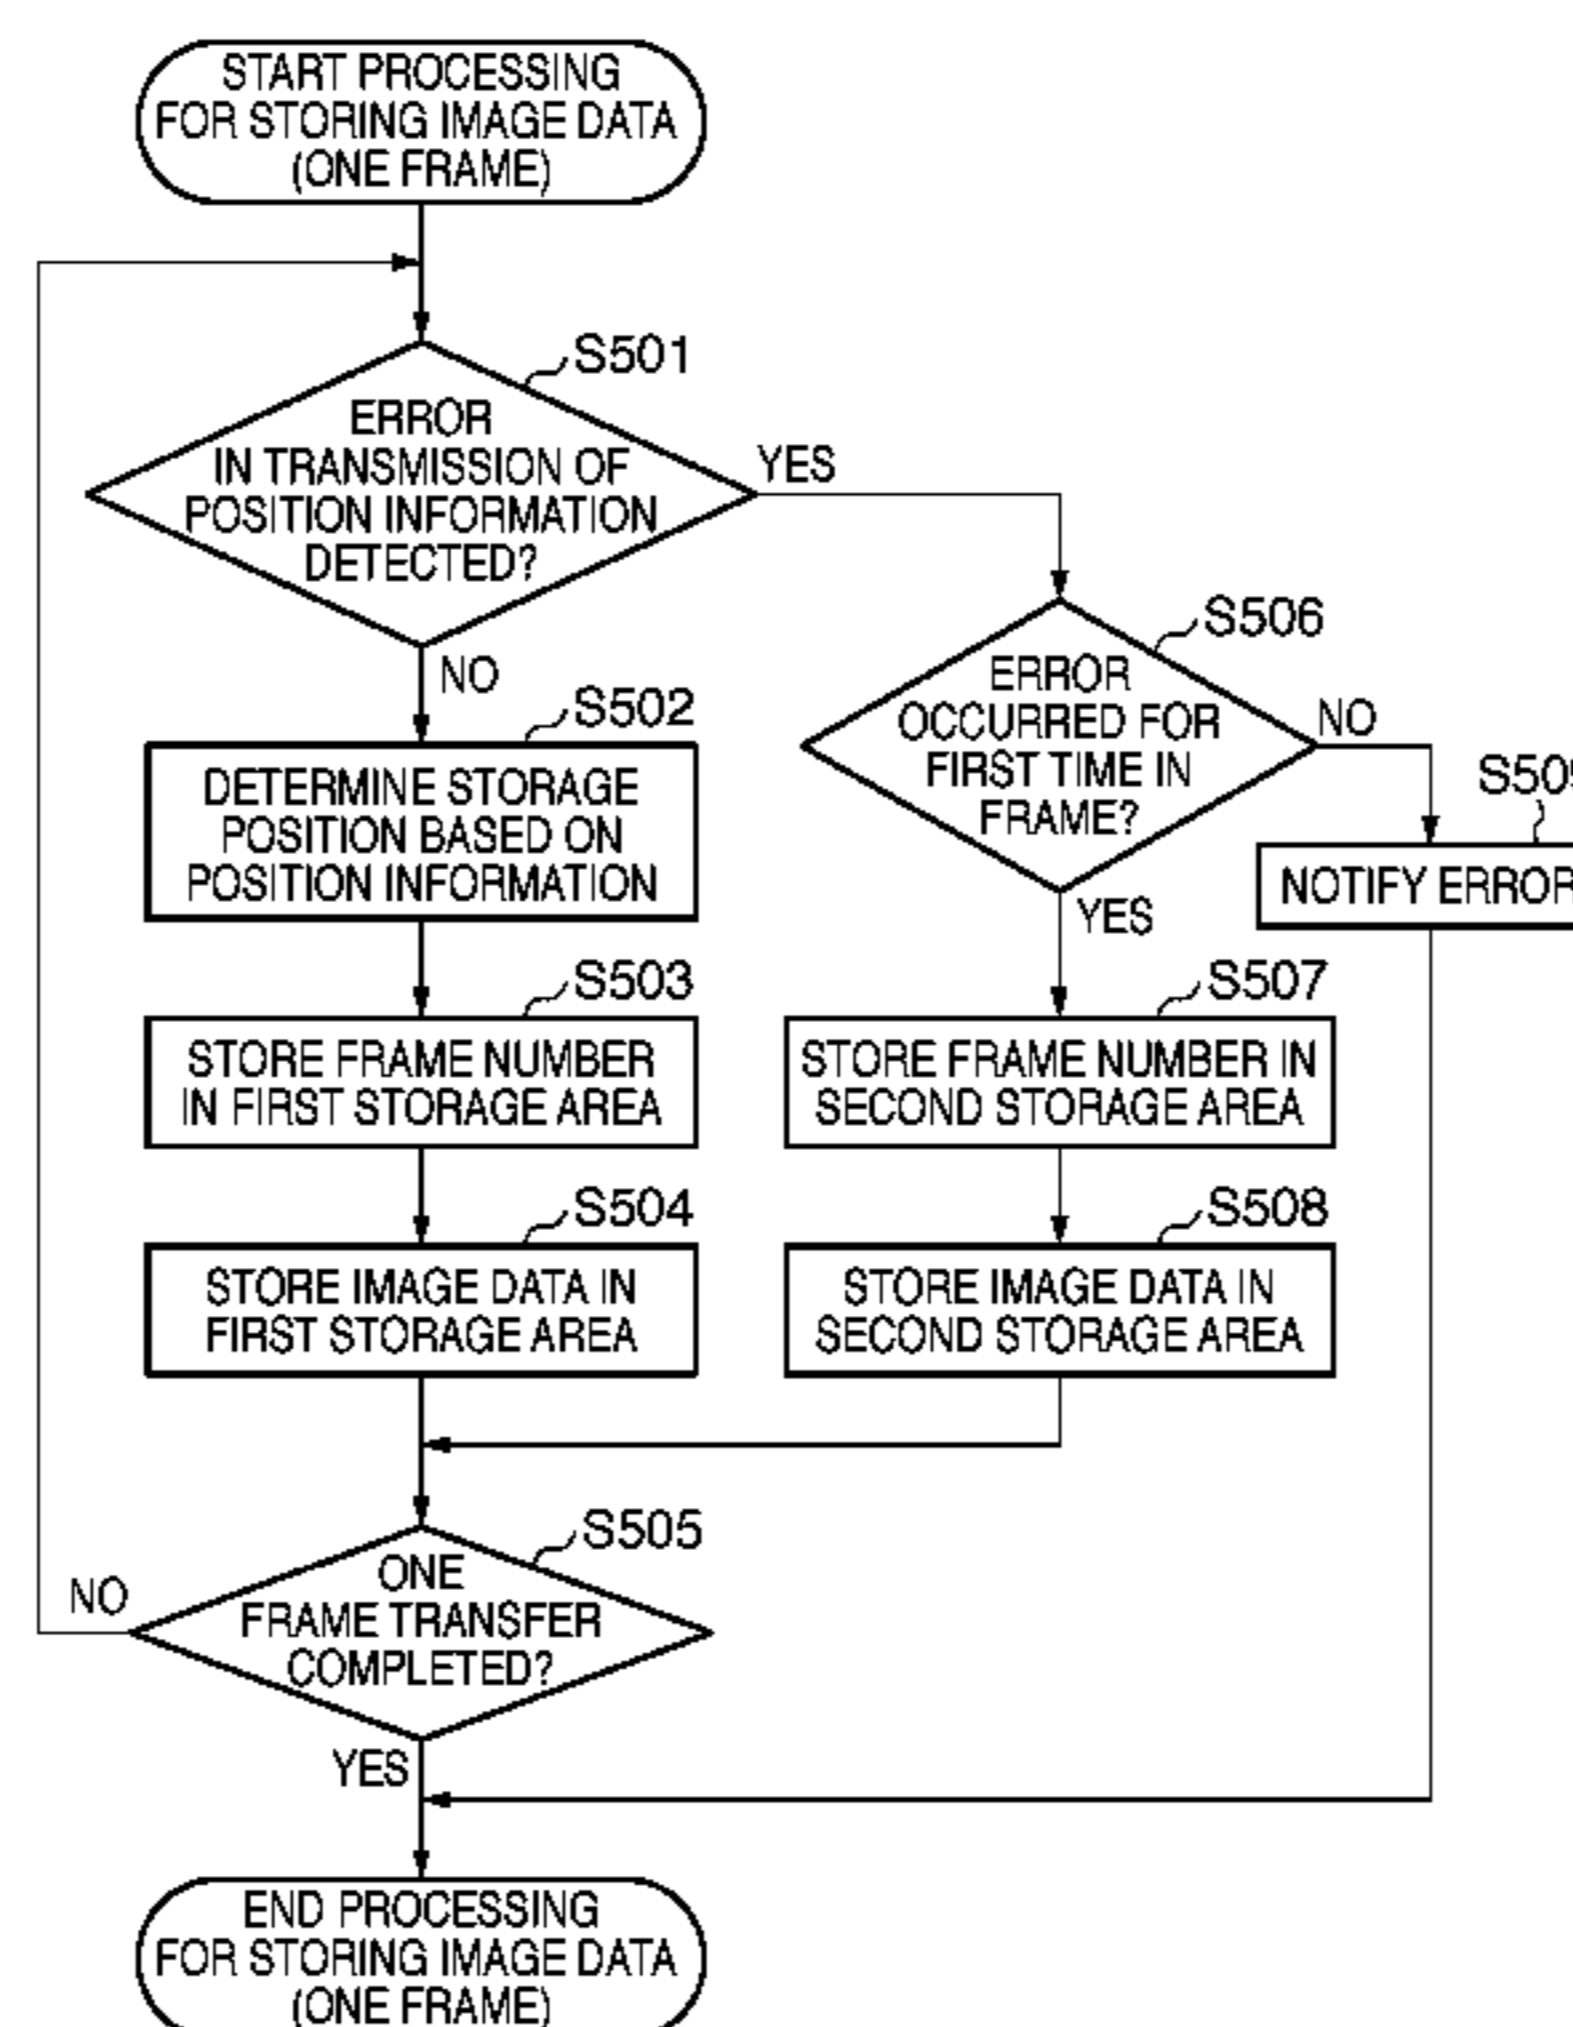 START PROCESSING
FOR STORING IMAGE DATA
(ONE FRAME)
S501
ERROR
IN TRANSMISSION OF
POSITION INFORMATION
DETECTED?
YES
NO
S506
ERROR
OCCURRED FOR
FIRST TIME IN
FRAME?
NO
YES
S502
DETERMINE STORAGE
POSITION BASED ON
POSITION INFORMATION
S509
NOTIFY ERROR
S503
STORE FRAME NUMBER
IN FIRST STORAGE AREA
S507
STORE FRAME NUMBER IN
SECOND STORAGE AREA
S504
STORE IMAGE DATA IN
FIRST STORAGE AREA
S508
STORE IMAGE DATA IN
SECOND STORAGE AREA
S505
ONE
FRAME TRANSFER
COMPLETED?
NO
YES
END PROCESSING
FOR STORING IMAGE DATA
(ONE FRAME)